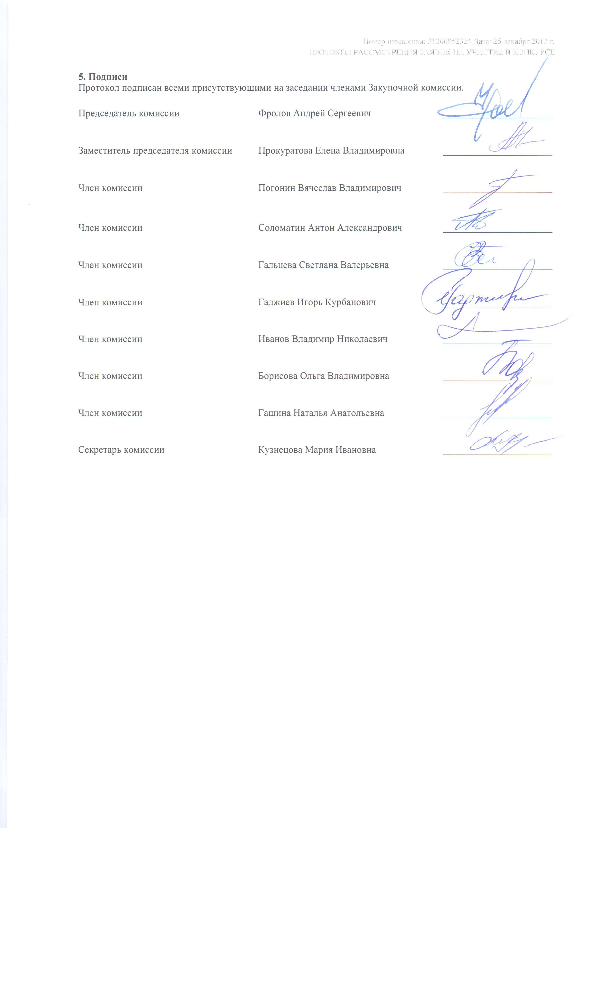 Номер извещения: 31200052324 Дата: 25 декабря 2012 г.
ПРОТОКОЛ РАССМОТРЕНИЯ ЗАЯВОК НА УЧАСТИЕ В КОНКУРСЕ
5. Подписи
Протокол подписан всеми присутствующими на заседании членами Закупочной комиссии.
Председатель комиссии Фролов Андрей Сергеевич
Заместитель председателя комиссии Прокуратова Елена Владимировна
Член комиссии Погонин Вячеслав Владимирович
Член комиссии Соломатин Антон Александрович
Член комиссии Гальцева Светлана Валерьевна
Член комиссии Гаджиев Игорь Курбанович
Член комиссии Иванов Владимир Николаевич
Член комиссии Борисова Ольга Владимировна
Член комиссии Гашина Наталья Анатольевна
Секретарь комиссии Кузнецова Мария Ивановна